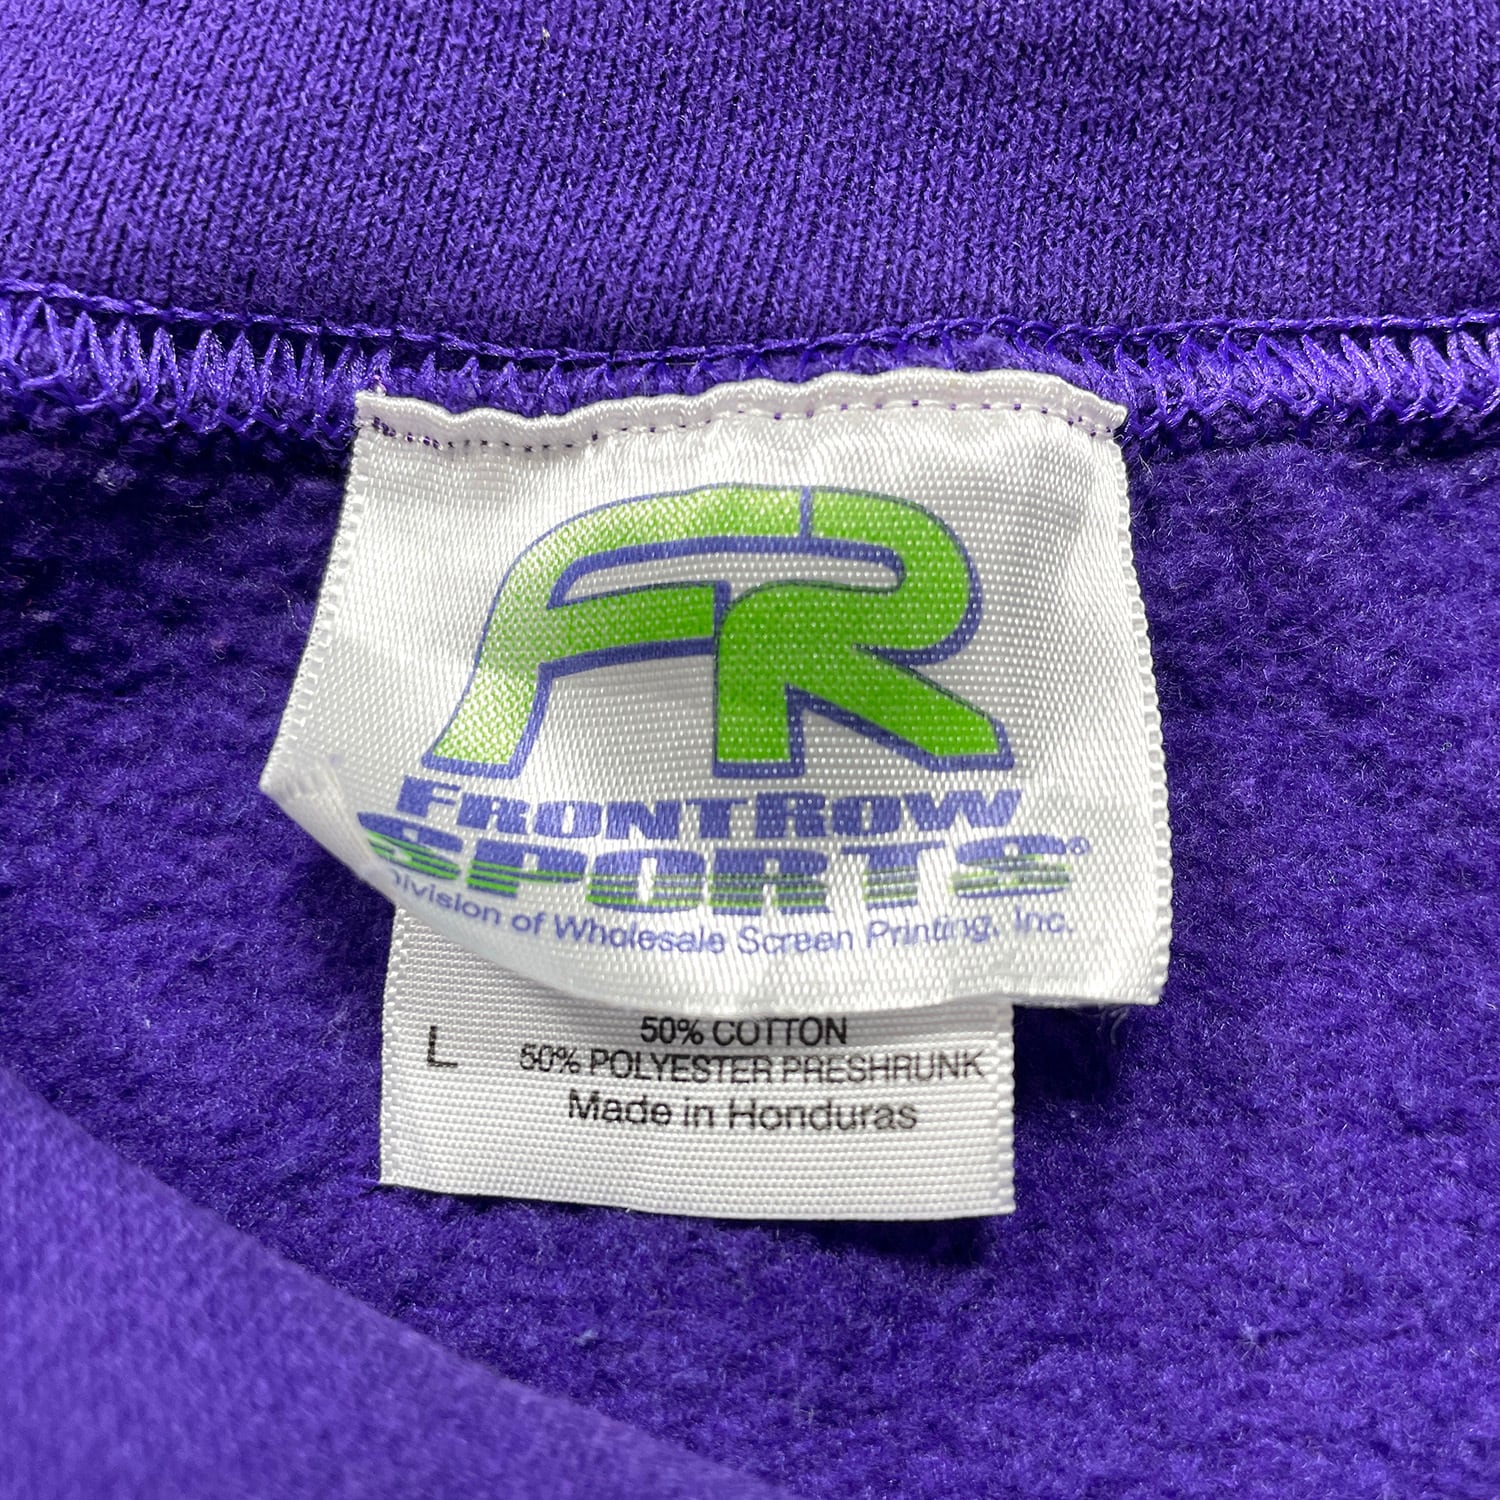 FR
FRONTROW
SPORTS®
Division of Wholesale Screen Printing, Inc.
L
50% COTTON
50% POLYESTER PRESHRUNK
Made in Honduras